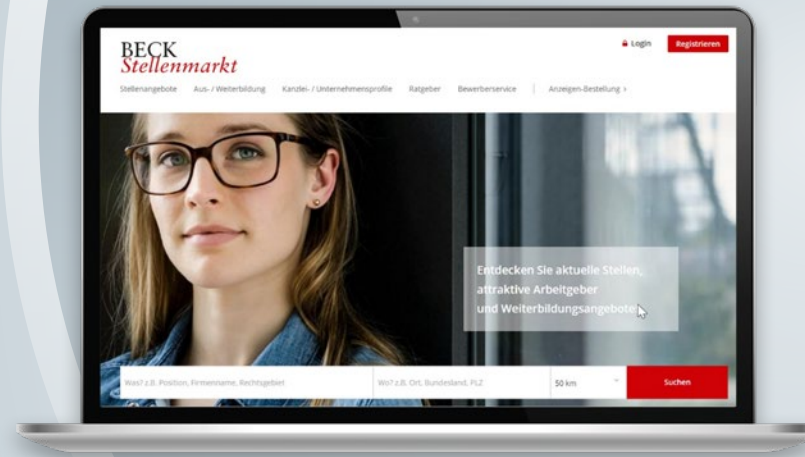 BECK
Stellenmarkt
Login
Registrieren
Stellenangebote Aus- / Weiterbildung Kanzlei- / Unternehmensprofile Ratgeber Bewerberservice Anzeigen-Bestellung ›
Entdecken Sie aktuelle Stellen,
attraktive Arbeitgeber
und Weiterbildungsangebote!
Was? z.B. Position, Firmenname, Rechtsgebiet Wo? z.B. Ort, Bundesland, PLZ 50 km Suchen